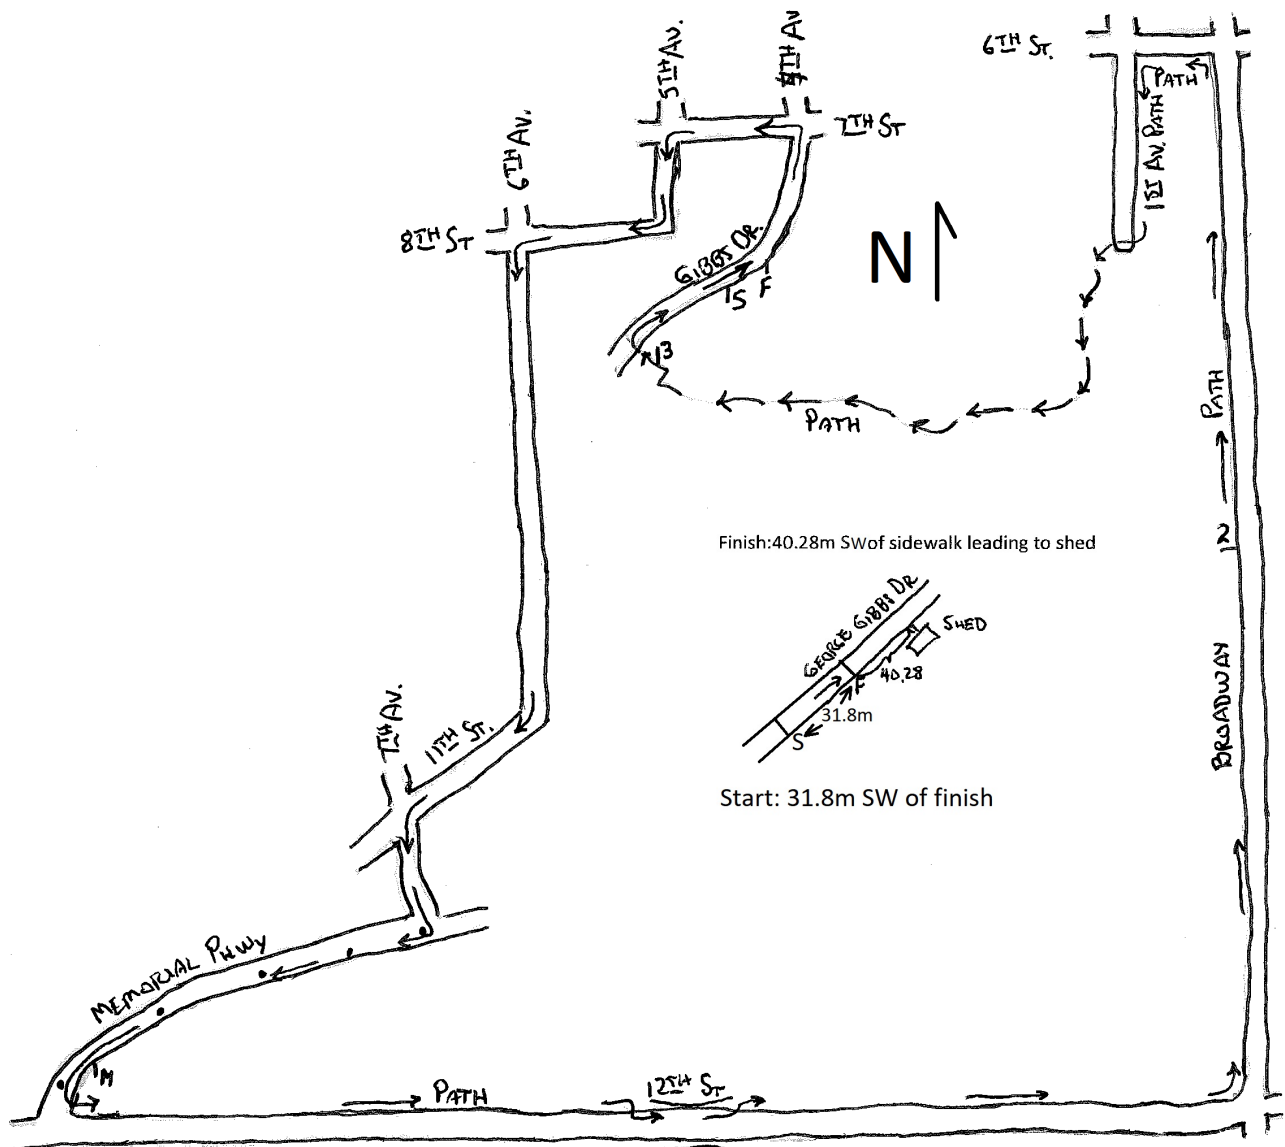 6TH ST.
5TH AV.
4TH AV
PATH
7TH ST
6TH AV.
1ST AV. PATH
8TH ST
GIBBS DR.
N
S F
3
PATH
PATH
2
Finish:40.28m SWof sidewalk leading to shed
GEORGE GIBBS DR
SHED
40.28
F
31.8m
S
BROADWAY
7TH AV.
11TH ST.
Start: 31.8m SW of finish
MEMORIAL PHWY
M
PATH
12TH ST